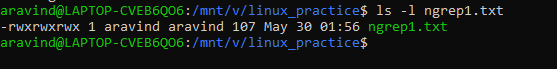 aravind@LAPTOP-CVEB6QO6:/mnt/v/linux_practice$ ls -l ngrep1.txt
-rwxrwxrwx 1 aravind aravind 107 May 30 01:56 ngrep1.txt
aravind@LAPTOP-CVEB6QO6:/mnt/v/linux_practice$